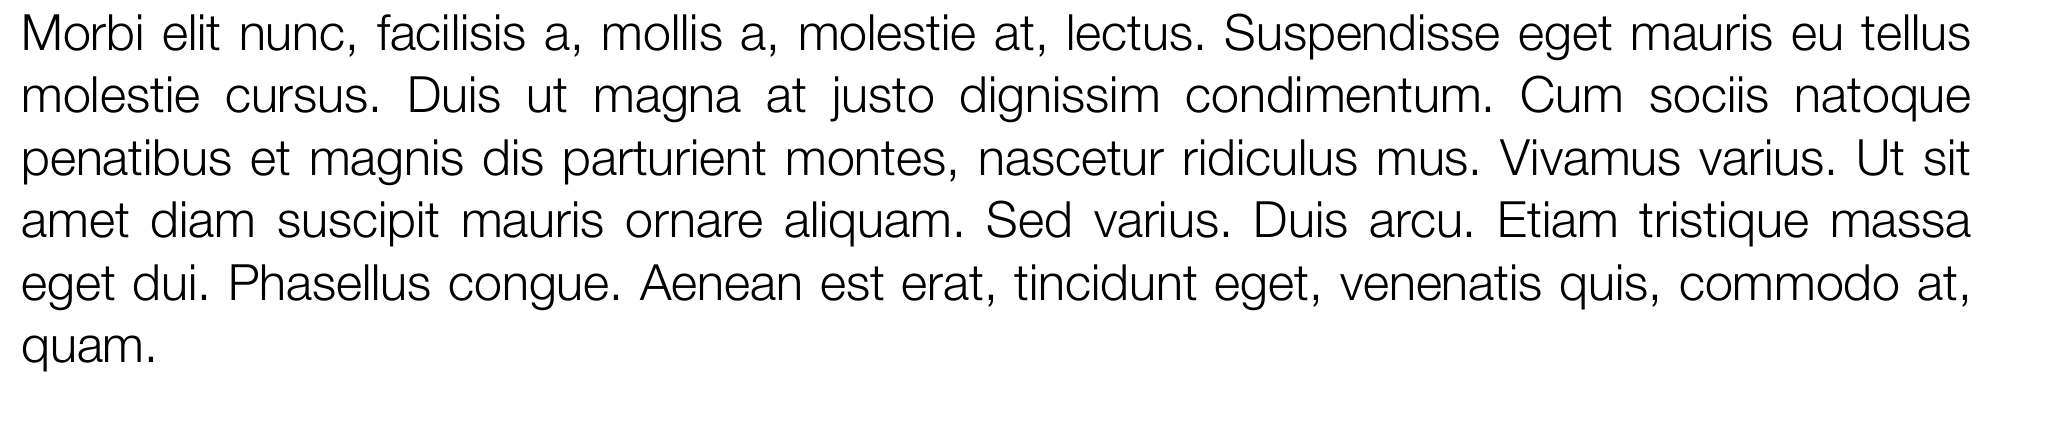 Morbi elit nunc, facilisis a, mollis a, molestie at, lectus. Suspendisse eget mauris eu tellus
molestie cursus. Duis ut magna at justo dignissim condimentum. Cum sociis natoque
penatibus et magnis dis parturient montes, nascetur ridiculus mus. Vivamus varius. Ut sit
amet diam suscipit mauris ornare aliquam. Sed varius. Duis arcu. Etiam tristique massa
eget dui. Phasellus congue. Aenean est erat, tincidunt eget, venenatis quis, commodo at,
quam.